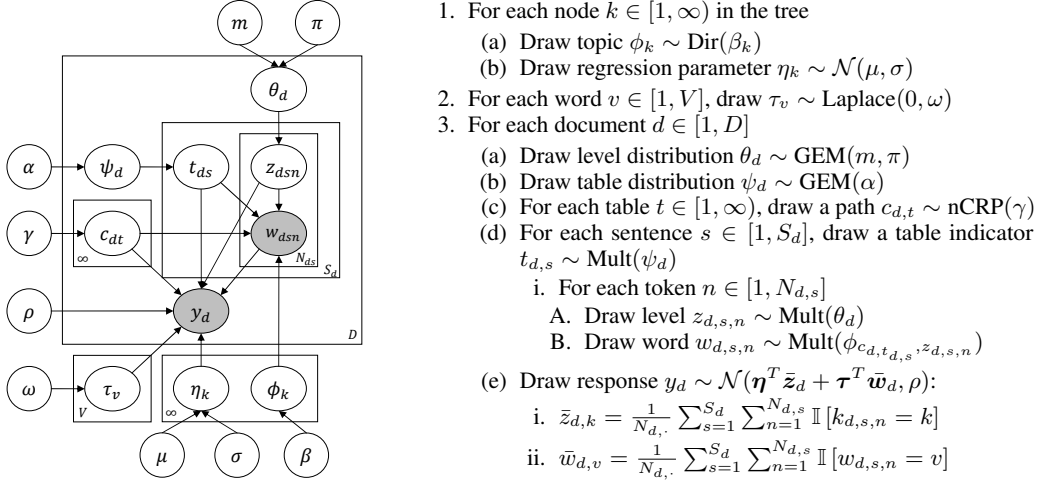 m π
θ_d
α ψ_d t_ds z_dsn
γ c_dt w_dsn
∞ N_ds
S_d
ρ y_d
D
ω τ_v η_k ϕ_k
V ∞
μ σ β
1. For each node k ∈ [1, ∞) in the tree
(a) Draw topic ϕ_k ∼ Dir(β_k)
(b) Draw regression parameter η_k ∼ 𝒩(μ, σ)
2. For each word v ∈ [1, V], draw τ_v ∼ Laplace(0, ω)
3. For each document d ∈ [1, D]
(a) Draw level distribution θ_d ∼ GEM(m, π)
(b) Draw table distribution ψ_d ∼ GEM(α)
(c) For each table t ∈ [1, ∞), draw a path c_{d,t} ∼ nCRP(γ)
(d) For each sentence s ∈ [1, S_d], draw a table indicator
t_{d,s} ∼ Mult(ψ_d)
i. For each token n ∈ [1, N_{d,s}]
A. Draw level z_{d,s,n} ∼ Mult(θ_d)
B. Draw word w_{d,s,n} ∼ Mult(ϕ_{c_{d,t_{d,s}}, z_{d,s,n}})
(e) Draw response y_d ∼ 𝒩(η^T z̄_d + τ^T w̄_d, ρ):
i. z̄_{d,k} = 1/N_{d,·} ∑_{s=1}^{S_d} ∑_{n=1}^{N_{d,s}} 𝕀 [k_{d,s,n} = k]
ii. w̄_{d,v} = 1/N_{d,·} ∑_{s=1}^{S_d} ∑_{n=1}^{N_{d,s}} 𝕀 [w_{d,s,n} = v]